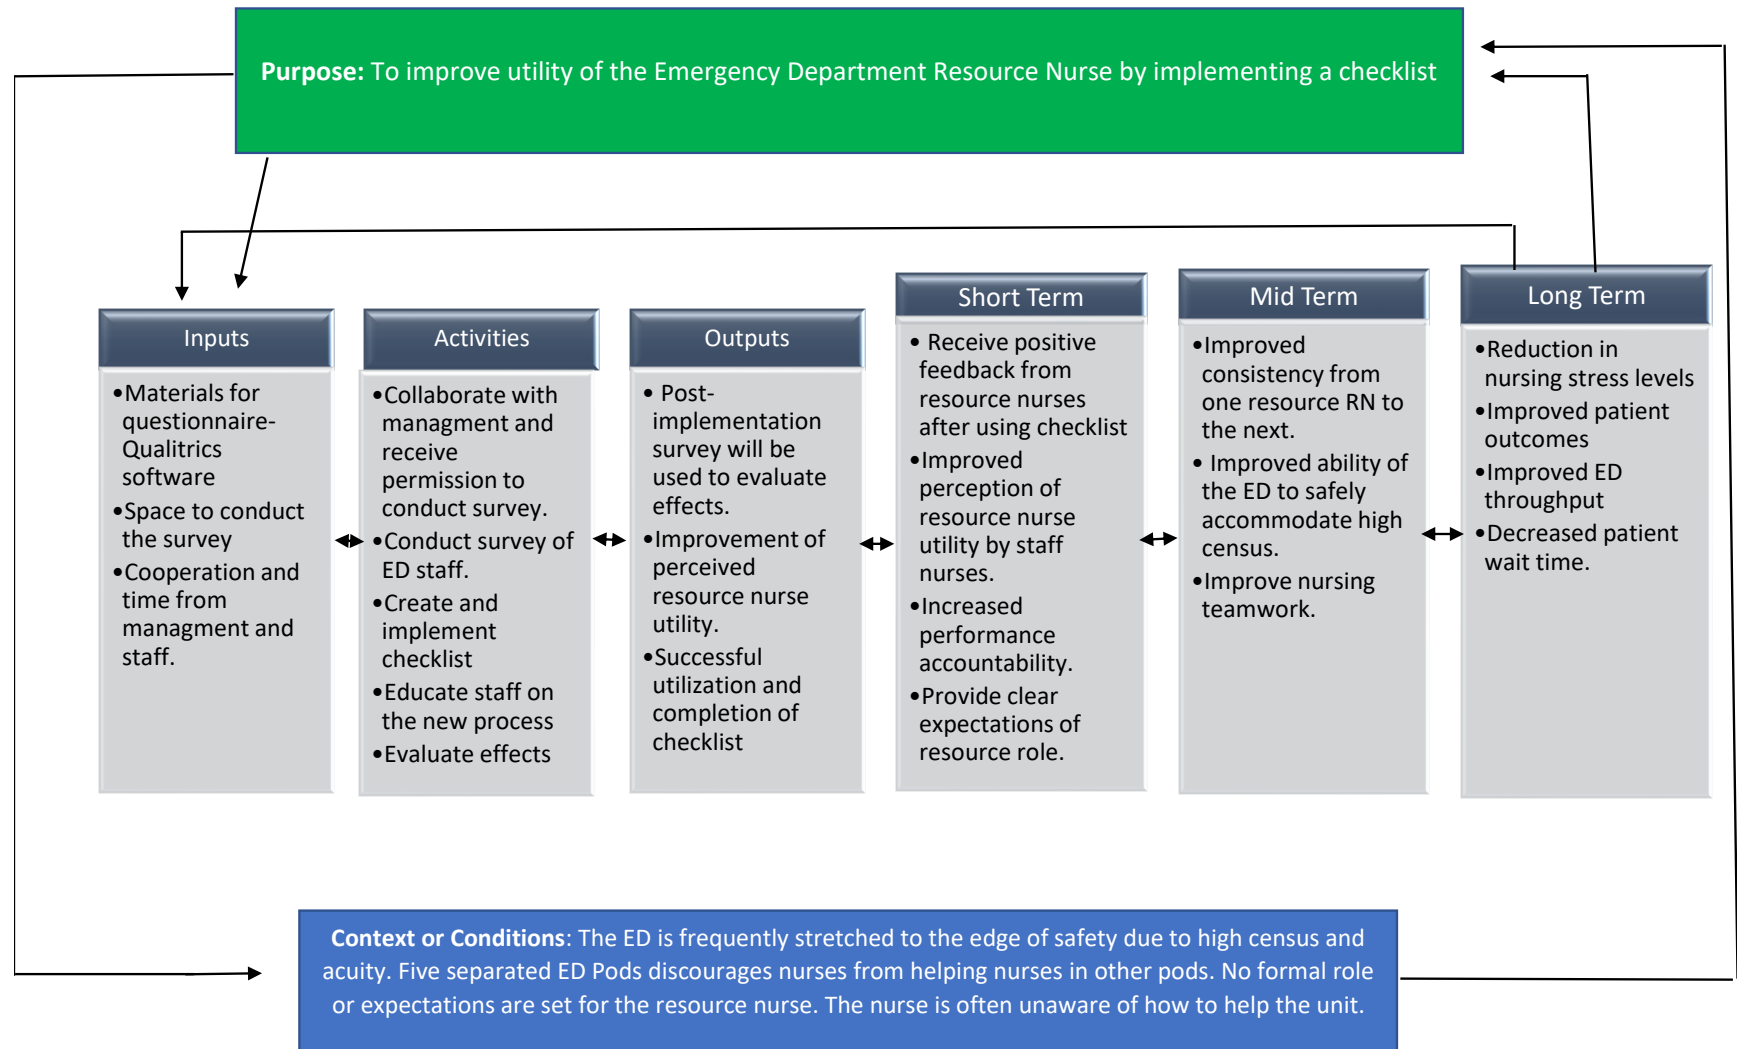 Purpose: To improve utility of the Emergency Department Resource Nurse by implementing a checklist
Inputs
•Materials for
questionnaire-
Qualitrics
software
•Space to conduct
the survey
•Cooperation and
time from
managment and
staff.
Activities
•Collaborate with
managment and
receive
permission to
conduct survey.
•Conduct survey of
ED staff.
•Create and
implement
checklist
•Educate staff on
the new process
•Evaluate effects
Outputs
• Post-
implementation
survey will be
used to evaluate
effects.
•Improvement of
perceived
resource nurse
utility.
•Successful
utilization and
completion of
checklist
Short Term
• Receive positive
feedback from
resource nurses
after using checklist
•Improved
perception of
resource nurse
utility by staff
nurses.
•Increased
performance
accountability.
•Provide clear
expectations of
resource role.
Mid Term
•Improved
consistency from
one resource RN to
the next.
• Improved ability of
the ED to safely
accommodate high
census.
•Improve nursing
teamwork.
Long Term
•Reduction in
nursing stress levels
•Improved patient
outcomes
•Improved ED
throughput
•Decreased patient
wait time.
Context or Conditions: The ED is frequently stretched to the edge of safety due to high census and
acuity. Five separated ED Pods discourages nurses from helping nurses in other pods. No formal role
or expectations are set for the resource nurse. The nurse is often unaware of how to help the unit.